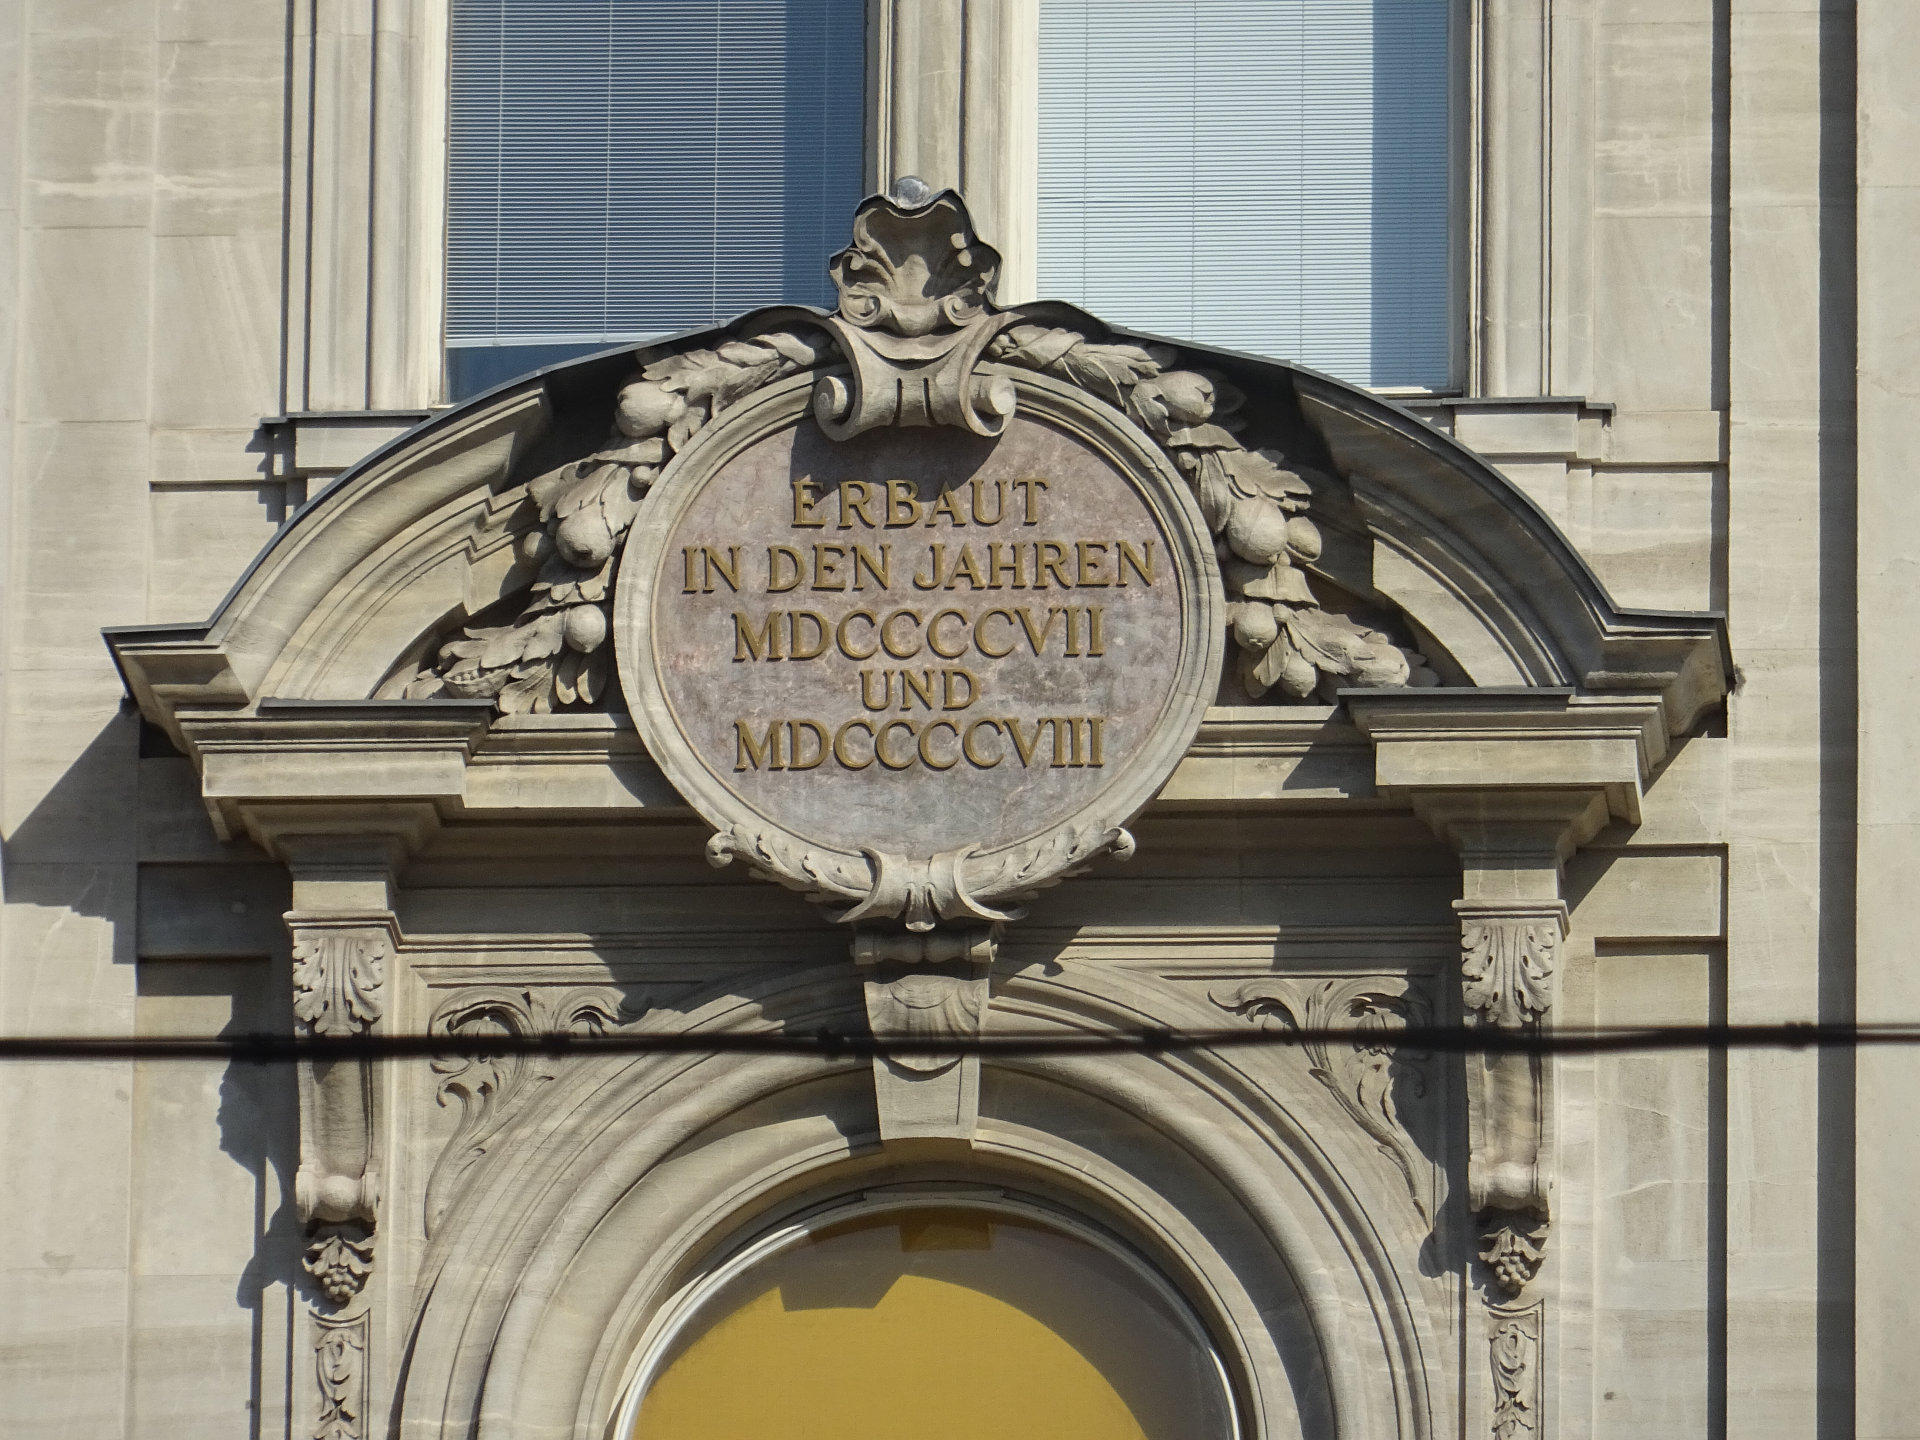 ERBAUT
IN DEN JAHREN
MDCCCCVII
UND
MDCCCCVIII